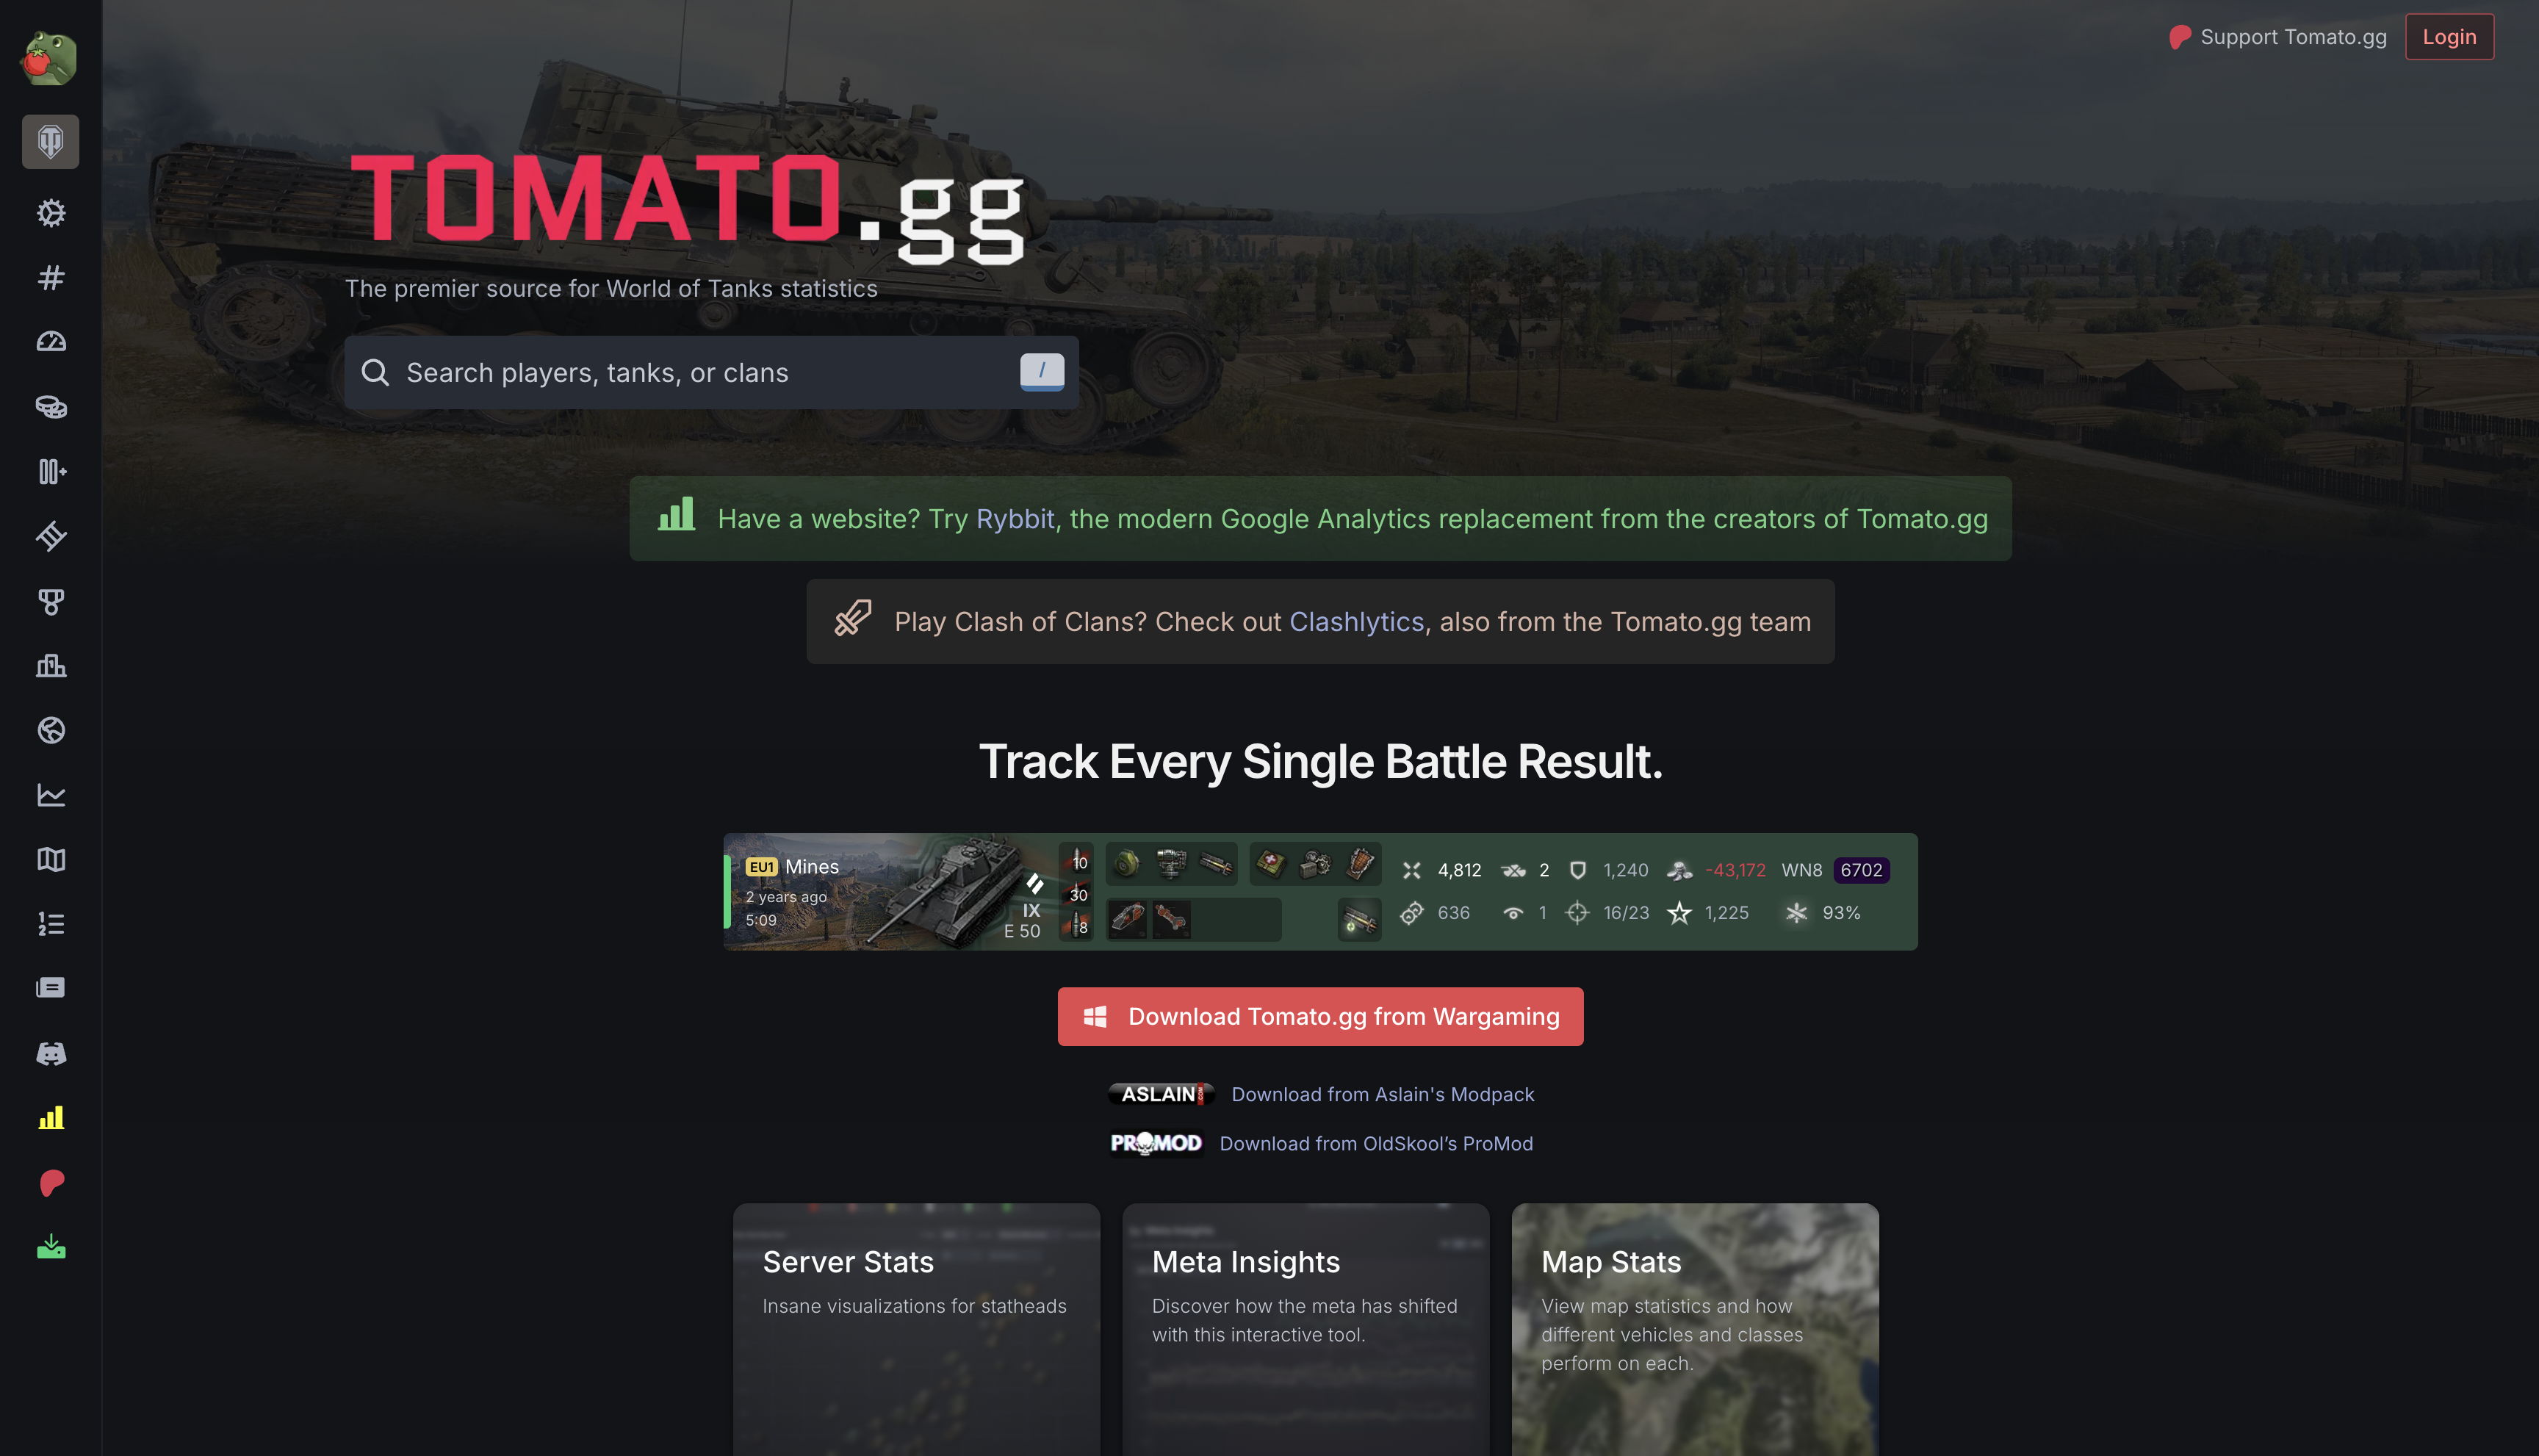 Support Tomato.gg
Login
TOMATO.gg
The premier source for World of Tanks statistics
Search players, tanks, or clans
/
Have a website? Try Rybbit, the modern Google Analytics replacement from the creators of Tomato.gg
Play Clash of Clans? Check out Clashlytics, also from the Tomato.gg team
Track Every Single Battle Result.
EU1 Mines
2 years ago
5:09
IX
E 50
10
30
8
4,812 2 1,240 -43,172 WN8 6702
636 1 16/23 1,225 93%
Download Tomato.gg from Wargaming
ASLAIN.COM Download from Aslain's Modpack
PROMOD Download from OldSkool’s ProMod
Server Stats
Insane visualizations for statheads
Meta Insights
Discover how the meta has shifted
with this interactive tool.
Map Stats
View map statistics and how
different vehicles and classes
perform on each.